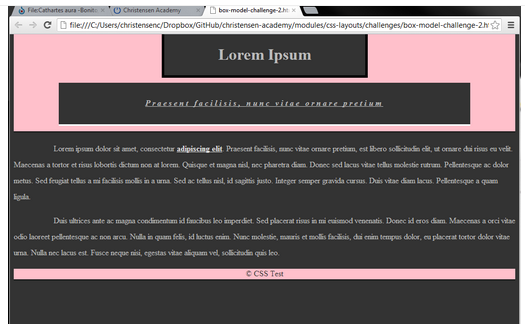 File:Cathartes aura - Bonit
Christensen Academy
box-model-challenge-2.ht
file:///C:/Users/christensenc/Dropbox/GitHub/christensen-academy/modules/css-layouts/challenges/box-model-challenge-2.ht
Lorem Ipsum
Praesent facilisis, nunc vitae ornare pretium
Lorem ipsum dolor sit amet, consectetur adipiscing elit. Praesent facilisis, nunc vitae ornare pretium, est libero sollicitudin elit, ut ornare dui risus eu velit.
Maecenas a tortor et risus lobortis dictum non at lorem. Quisque et magna nisl, nec pharetra diam. Donec sed lacus vitae tellus molestie rutrum. Pellentesque ac dolor
metus. Sed feugiat tellus a mi facilisis mollis in a urna. Sed ac tellus nisl, id sagittis justo. Integer semper gravida cursus. Duis vitae diam lacus. Pellentesque a quam
ligula.
Duis ultrices ante ac magna condimentum id faucibus leo imperdiet. Sed placerat risus in mi euismod venenatis. Donec id eros diam. Maecenas a orci vitae
odio laoreet pellentesque ac non arcu. Nulla in quam felis, id luctus enim. Nunc molestie, mauris et mollis facilisis, dui enim tempus dolor, eu placerat tortor dolor vitae
urna. Nulla nec lacus est. Fusce neque nisi, egestas vitae aliquam vel, sollicitudin quis leo.
© CSS Test